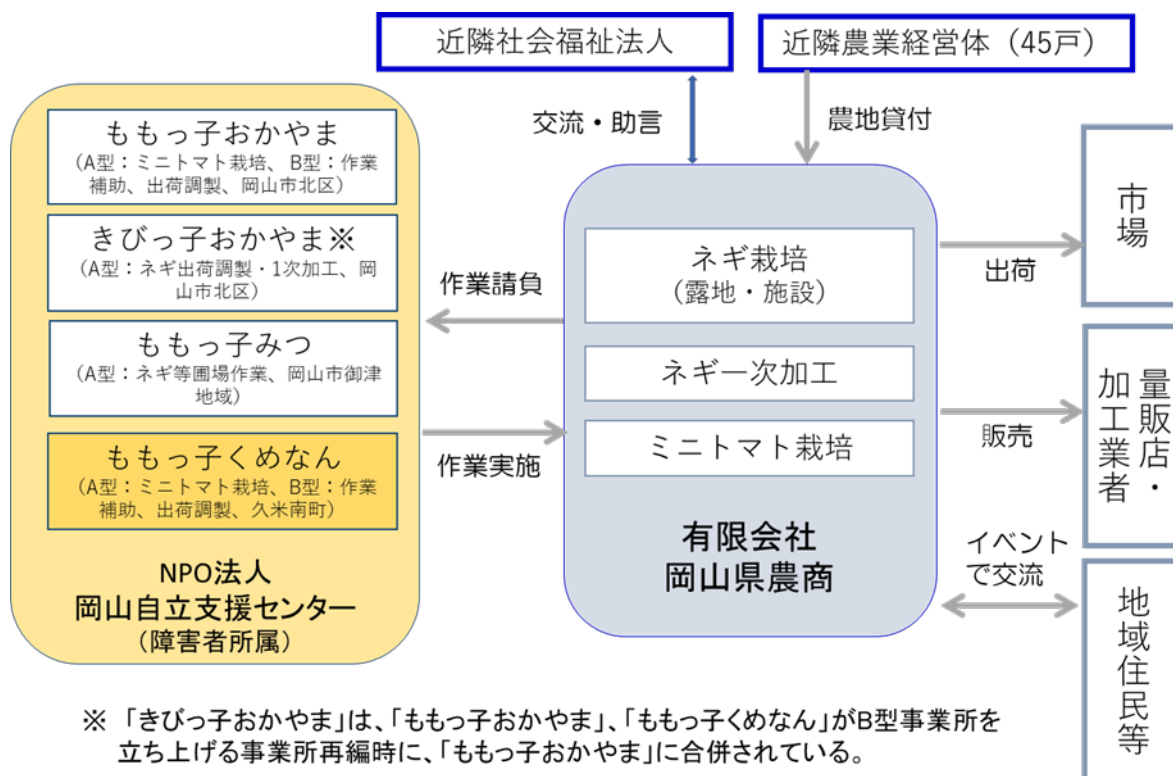 近隣社会福祉法人
近隣農業経営体（45戸）
交流・助言
農地貸付
ももっ子おかやま
（A型：ミニトマト栽培、B型：作業
補助、出荷調製、岡山市北区）
きびっ子おかやま※
（A型：ネギ出荷調製・1次加工、岡
山市北区）
ももっ子みつ
（A型：ネギ等圃場作業、岡山市御津
地域）
ももっ子くめなん
（A型：ミニトマト栽培、B型：作業
補助、出荷調製、久米南町）
NPO法人
岡山自立支援センター
（障害者所属）
作業請負
作業実施
ネギ栽培
（露地・施設）
ネギ一次加工
ミニトマト栽培
有限会社
岡山県農商
出荷
販売
イベント
で交流
市場
量販店・
加工業者
地域住民等
※ 「きびっ子おかやま」は、「ももっ子おかやま」、「ももっ子くめなん」がB型事業所を
立ち上げる事業所再編時に、「ももっ子おかやま」に合併されている。